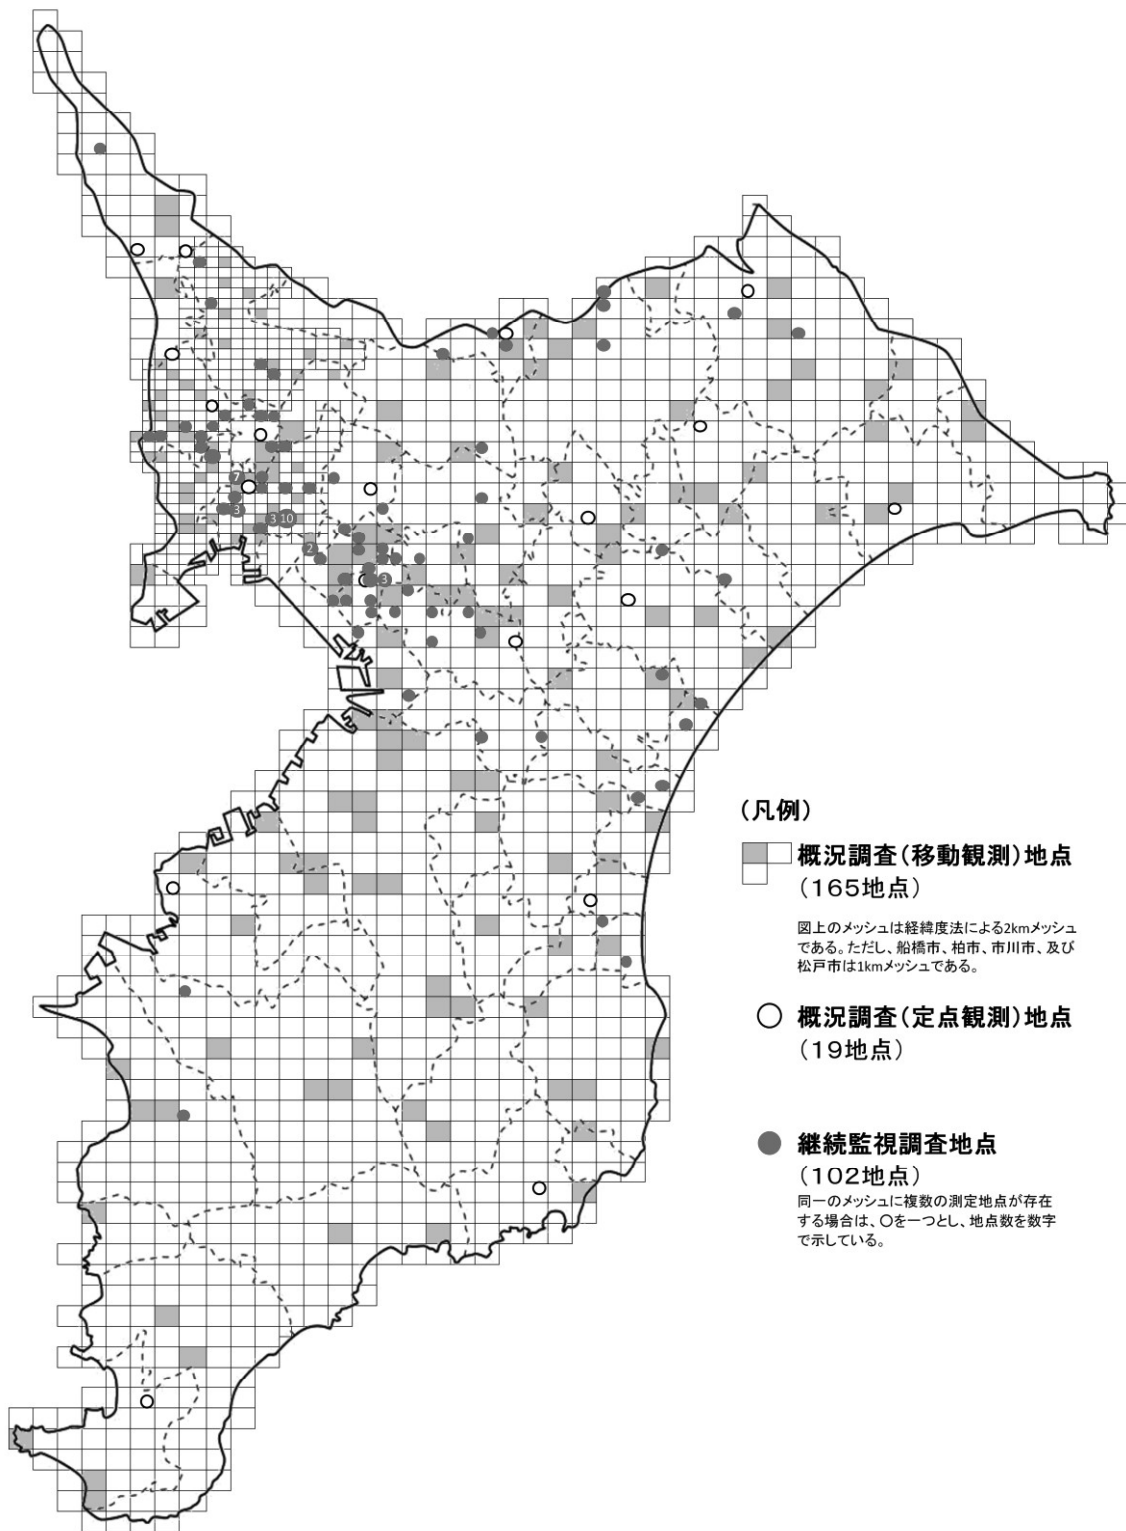 7
3
3 10
2
3
(凡例)
概況調査(移動観測)地点
(165地点)
図上のメッシュは経緯度法による2kmメッシュ
である。ただし、船橋市、柏市、市川市、及び
松戸市は1kmメッシュである。
概況調査(定点観測)地点
(19地点)
継続監視調査地点
(102地点)
同一のメッシュに複数の測定地点が存在
する場合は、○を一つとし、地点数を数字
で示している。